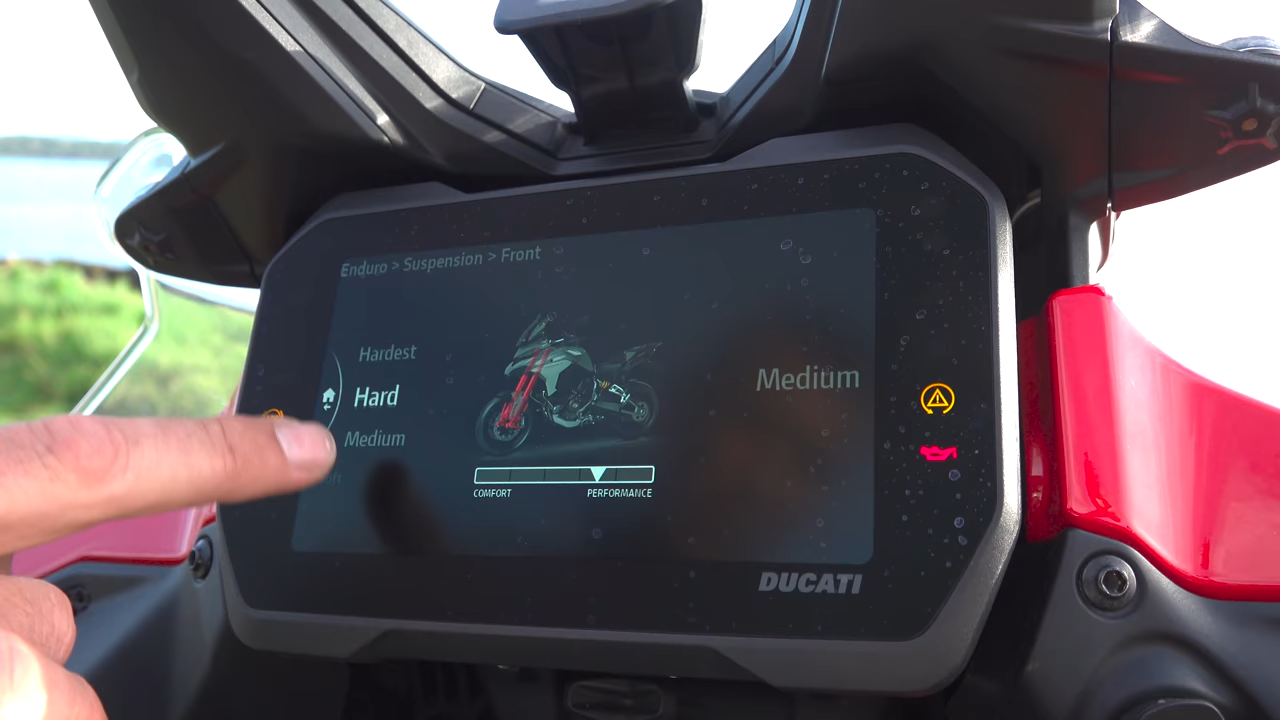 Enduro > Suspension > Front
Hardest
Hard
Medium
Medium
COMFORT
PERFORMANCE
DUCATI